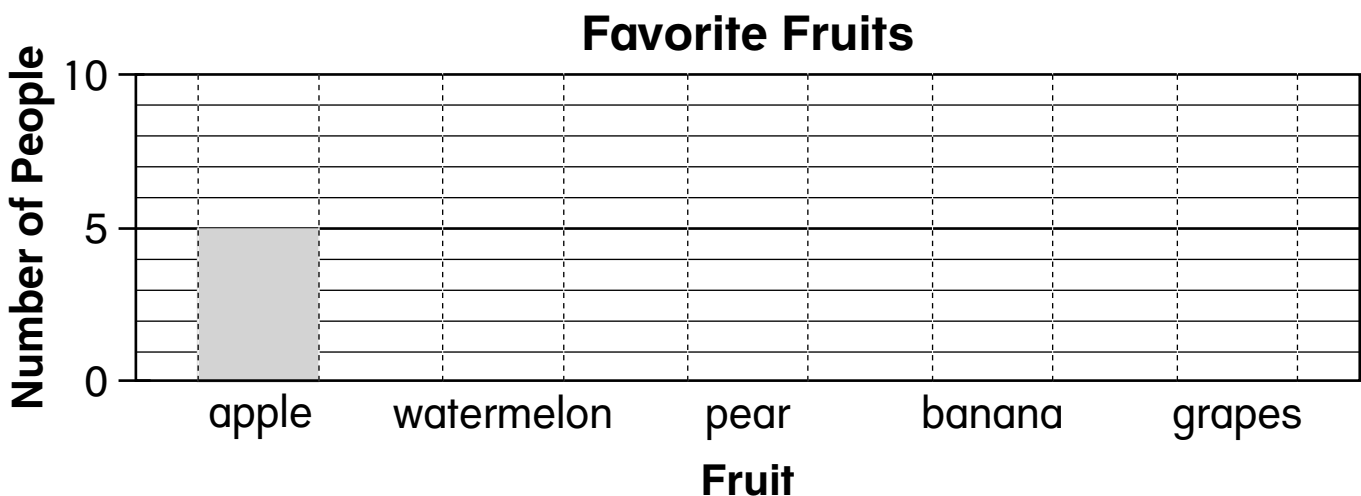 Favorite Fruits
Number of People
10
5
0
apple watermelon pear banana grapes
Fruit